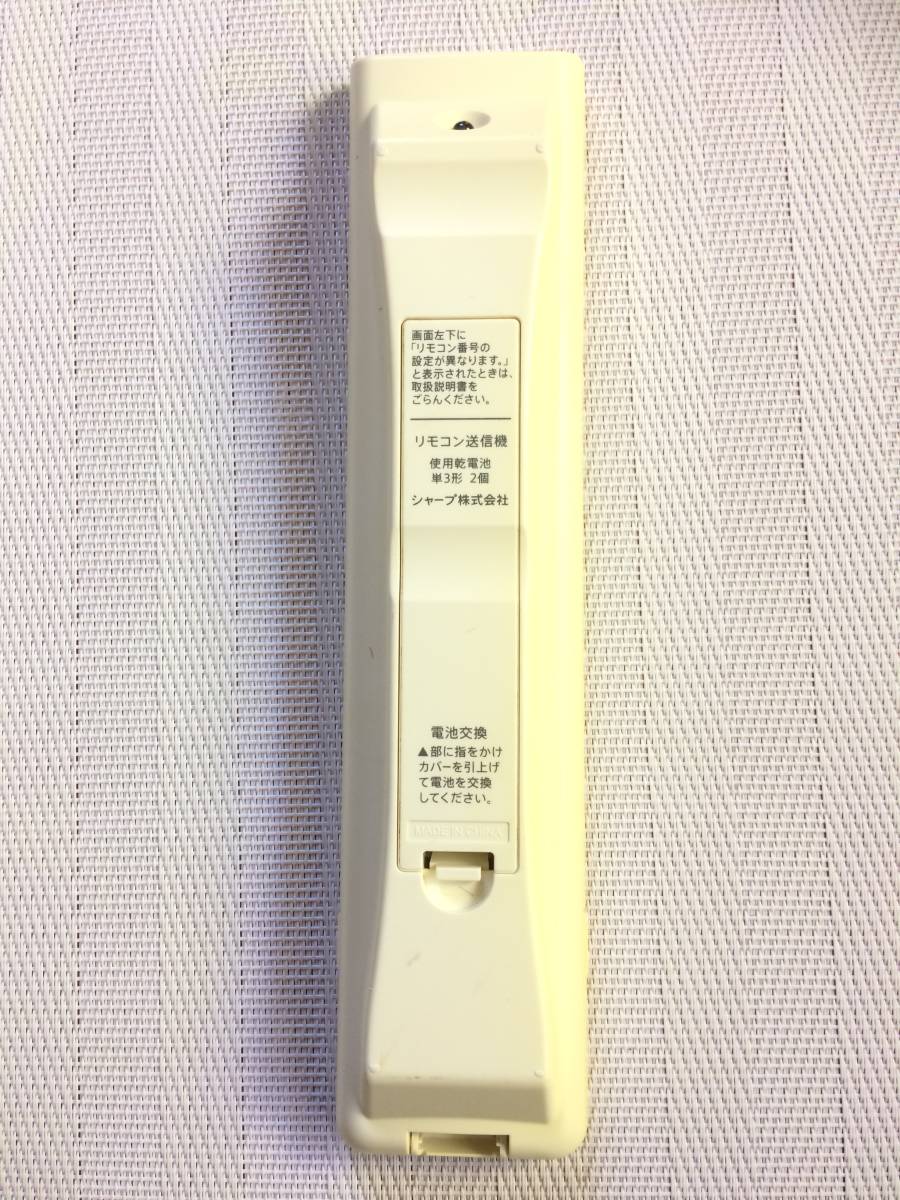 画面左下に
「リモコン番号の
設定が異なります。」
と表示されたときは、
取扱説明書を
ごらんください。
リモコン送信機
使用乾電池
単3形 2個
シャープ株式会社
電池交換
▲部に指をかけ
カバーを引上げ
て電池を交換
してください。
MADE IN CHINA